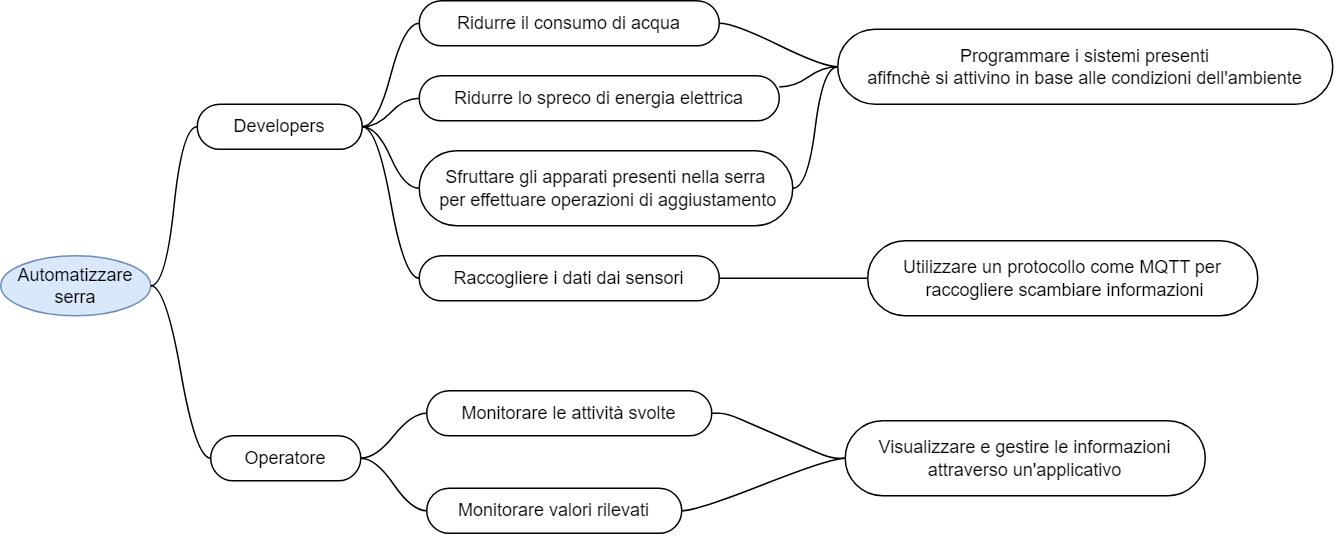 Ridurre il consumo di acqua
Programmare i sistemi presenti
afifnchè si attivino in base alle condizioni dell'ambiente
Ridurre lo spreco di energia elettrica
Developers
Sfruttare gli apparati presenti nella serra
per effettuare operazioni di aggiustamento
Automatizzare
serra
Raccogliere i dati dai sensori
Utilizzare un protocollo come MQTT per
raccogliere scambiare informazioni
Monitorare le attività svolte
Operatore
Visualizzare e gestire le informazioni
attraverso un'applicativo
Monitorare valori rilevati